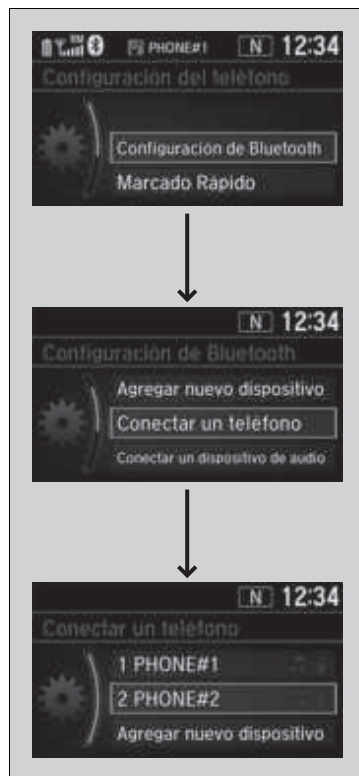 PHONE#1 N 12:34
Configuración del teléfono
Configuración de Bluetooth
Marcado Rápido
N 12:34
Configuración de Bluetooth
Agregar nuevo dispositivo
Conectar un teléfono
Conectar un dispositivo de audio
N 12:34
Conectar un teléfono
1 PHONE#1
2 PHONE#2
Agregar nuevo dispositivo